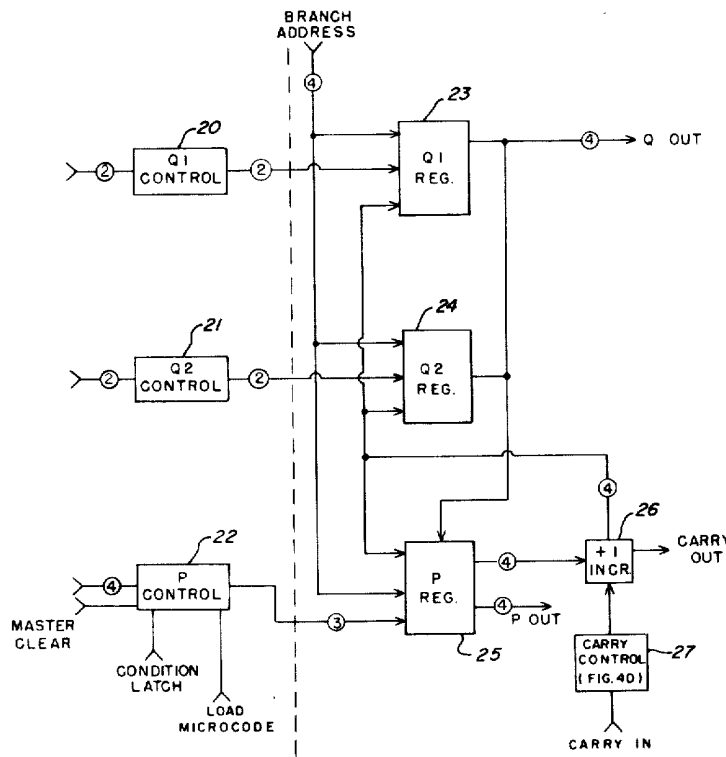 BRANCH
ADDRESS
4
20
Q1
CONTROL
2
2
23
Q1
REG.
4
Q OUT
21
Q2
CONTROL
2
2
24
Q2
REG.
4
22
P
CONTROL
4
MASTER
CLEAR
CONDITION
LATCH
LOAD
MICROCODE
3
P
REG.
25
4
4
P OUT
26
+1
INCR.
CARRY
OUT
CARRY
CONTROL
(FIG. 4D)
27
CARRY IN